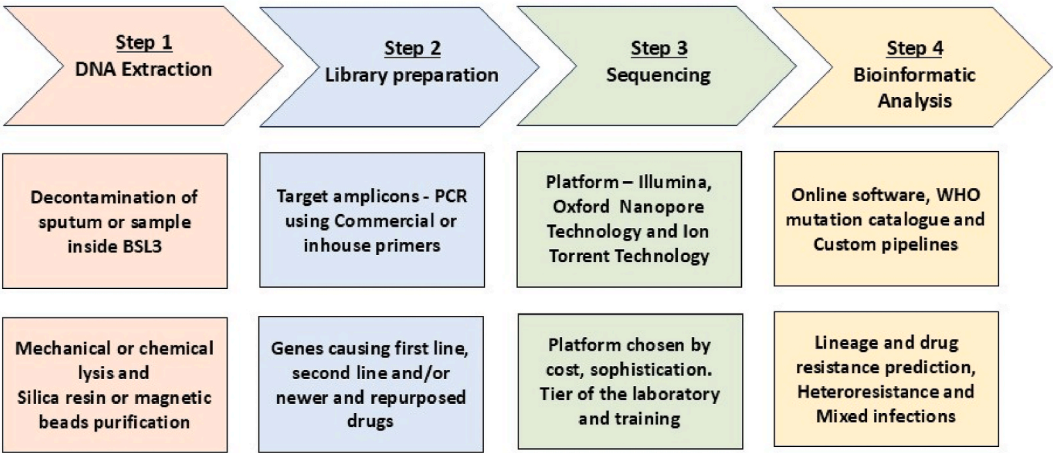 Step 1
DNA Extraction
Step 2
Library preparation
Step 3
Sequencing
Step 4
Bioinformatic
Analysis
Decontamination of
sputum or sample
inside BSL3
Target amplicons - PCR
using Commercial or
inhouse primers
Platform – Illumina,
Oxford Nanopore
Technology and Ion
Torrent Technology
Online software, WHO
mutation catalogue and
Custom pipelines
Mechanical or chemical
lysis and
Silica resin or magnetic
beads purification
Genes causing first line,
second line and/or
newer and repurposed
drugs
Platform chosen by
cost, sophistication.
Tier of the laboratory
and training
Lineage and drug
resistance prediction,
Heteroresistance and
Mixed infections